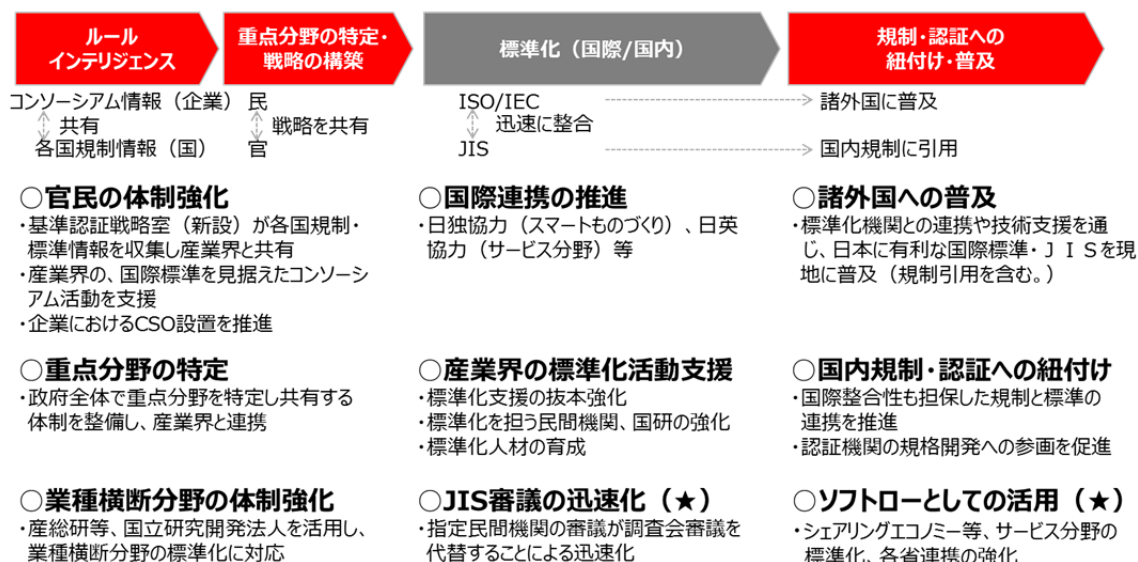 ルール
インテリジェンス
重点分野の特定・
戦略の構築
標準化（国際/国内）
規制・認証への
紐付け・普及
コンソーシアム情報（企業）
共有
各国規制情報（国）
民
戦略を共有
官
ISO/IEC
迅速に整合
JIS
諸外国に普及
国内規制に引用
○官民の体制強化
・基準認証戦略室（新設）が各国規制・
標準情報を収集し産業界と共有
・産業界の、国際標準を見据えたコンソーシ
アム活動を支援
・企業におけるCSO設置を推進
○重点分野の特定
・政府全体で重点分野を特定し共有する
体制を整備し、産業界と連携
○業種横断分野の体制強化
・産総研等、国立研究開発法人を活用し、
業種横断分野の標準化に対応
○国際連携の推進
・日独協力（スマートものづくり）、日英
協力（サービス分野）等
○産業界の標準化活動支援
・標準化支援の抜本強化
・標準化を担う民間機関、国研の強化
・標準化人材の育成
○JIS審議の迅速化（★）
・指定民間機関の審議が調査会審議を
代替することによる迅速化
○諸外国への普及
・標準化機関との連携や技術支援を通
じ、日本に有利な国際標準・ＪＩＳを現
地に普及（規制引用を含む。）
○国内規制・認証への紐付け
・国際整合性も担保した規制と標準の
連携を推進
・認証機関の規格開発への参画を促進
○ソフトローとしての活用（★）
・シェアリングエコノミー等、サービス分野の
標準化、各省連携の強化